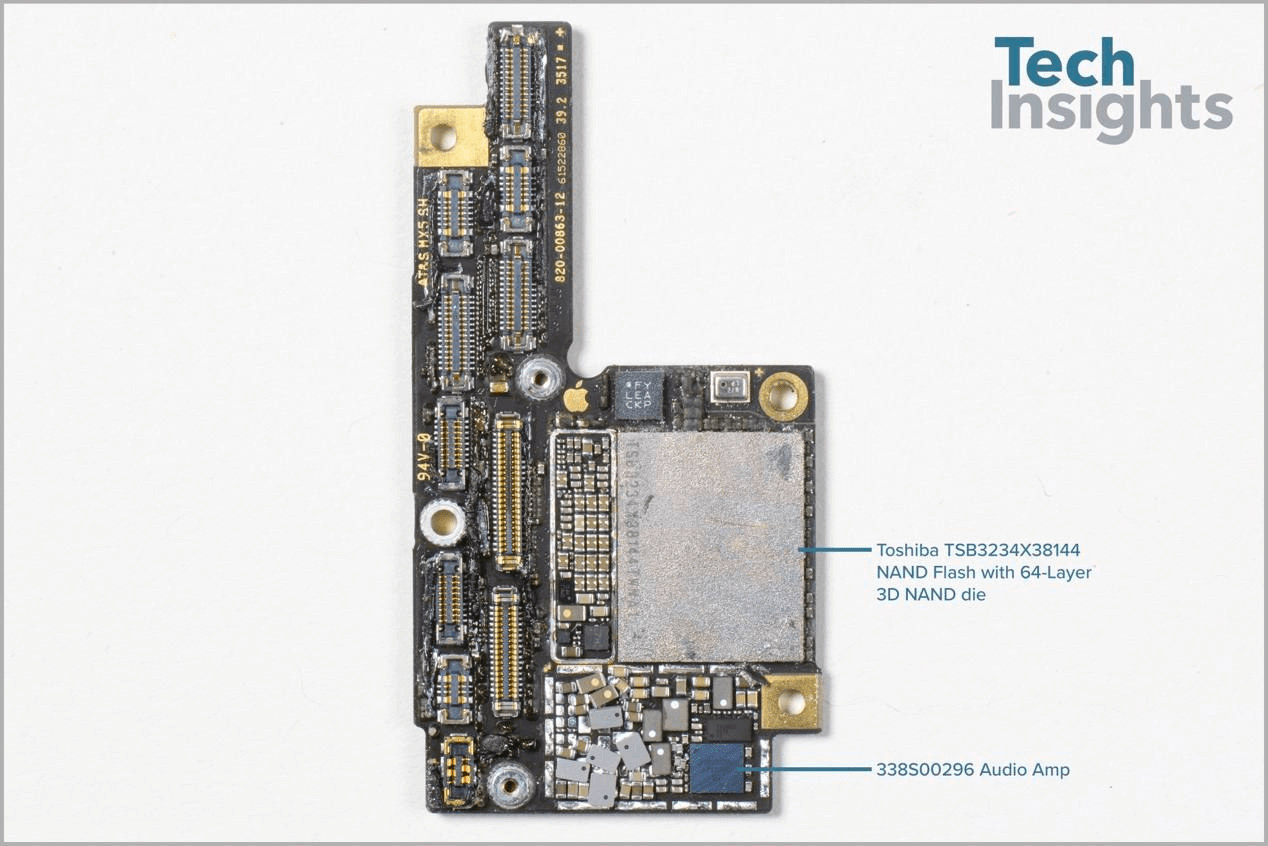 Tech
Insights
820-00863-12 61522860 39.2 3517
AT&S MX5 SH
94V-0
FY
LEA
CKP
Toshiba TSB3234X38144
NAND Flash with 64-Layer
3D NAND die
338S00296 Audio Amp